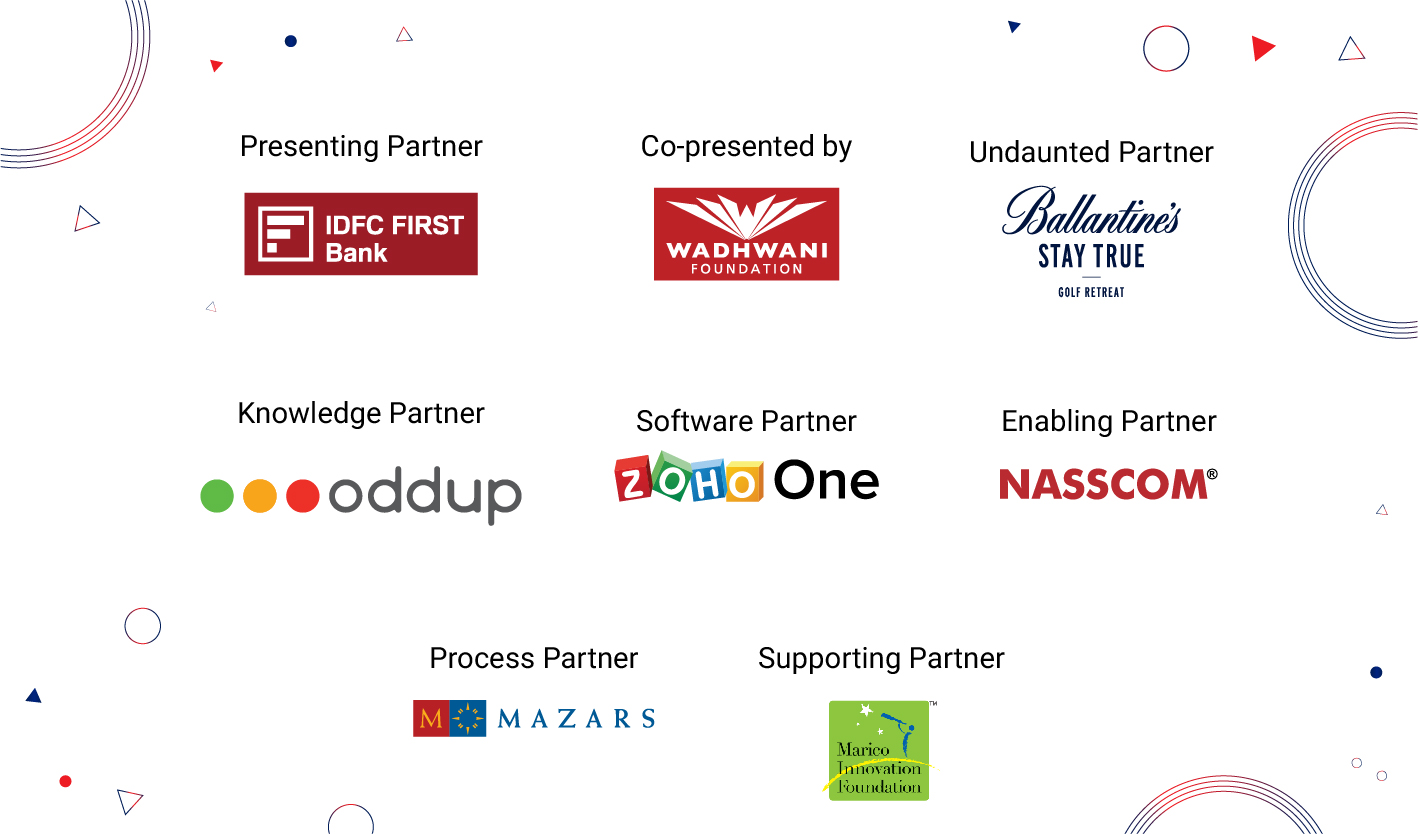 Presenting Partner
IDFC FIRST
Bank
Co-presented by
WADHWANI
FOUNDATION
Undaunted Partner
Ballantine's
STAY TRUE
GOLF RETREAT
Knowledge Partner
oddup
Software Partner
ZOHO One
Enabling Partner
NASSCOM®
Process Partner
M MAZARS
Supporting Partner
Marico
Innovation
Foundation
™